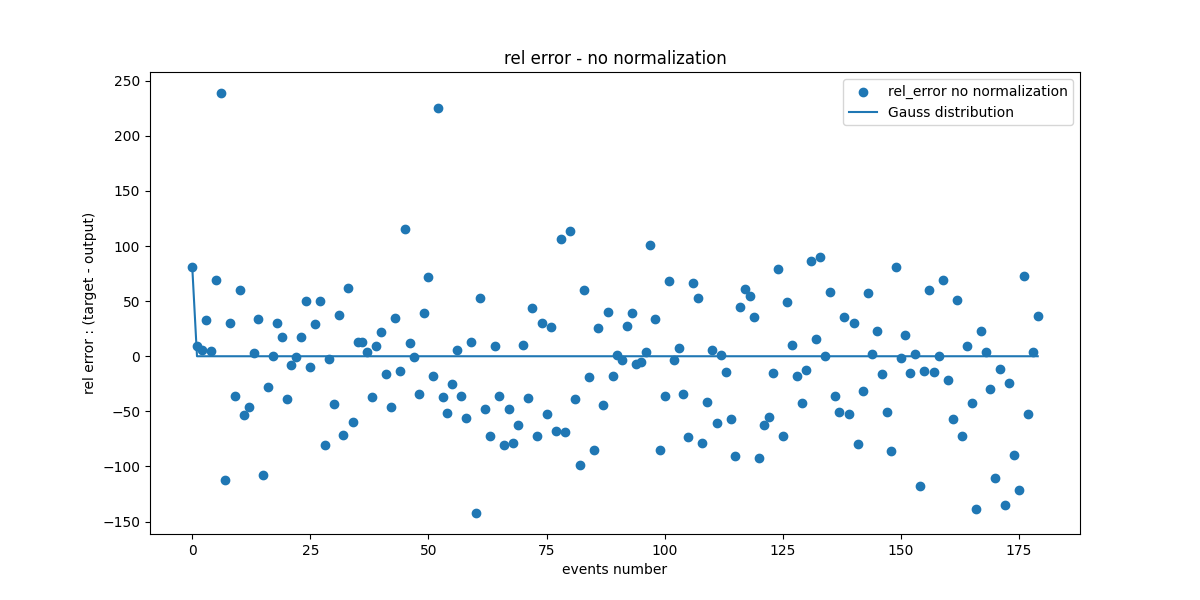 rel error - no normalization
rel_error no normalization
Gauss distribution
250
200
150
100
50
0
−50
−100
−150
rel error : (target - output)
0 25 50 75 100 125 150 175
events number